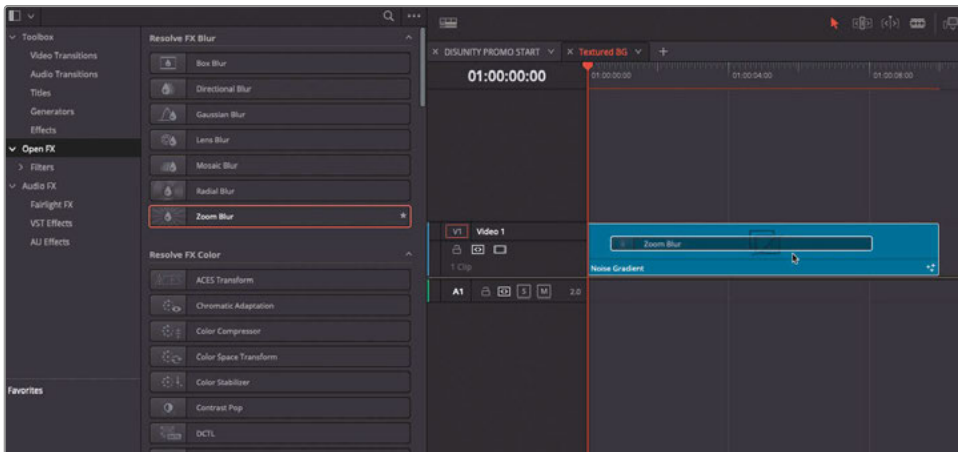 Toolbox
Video Transitions
Audio Transitions
Titles
Generators
Effects
Open FX
Filters
Audio FX
Fairlight FX
VST Effects
AU Effects
Favorites
Resolve FX Blur
Box Blur
Directional Blur
Gaussian Blur
Lens Blur
Mosaic Blur
Radial Blur
Zoom Blur
Resolve FX Color
ACES Transform
Chromatic Adaptation
Color Compressor
Color Space Transform
Color Stabilizer
Contrast Pop
DCTL
DISUNITY PROMO START
Textured BG
01:00:00:00
01:00:00:00
01:00:04:00
01:00:08:00
V1 Video 1
1 Clip
Zoom Blur
Noise Gradient
A1 S M 2.0